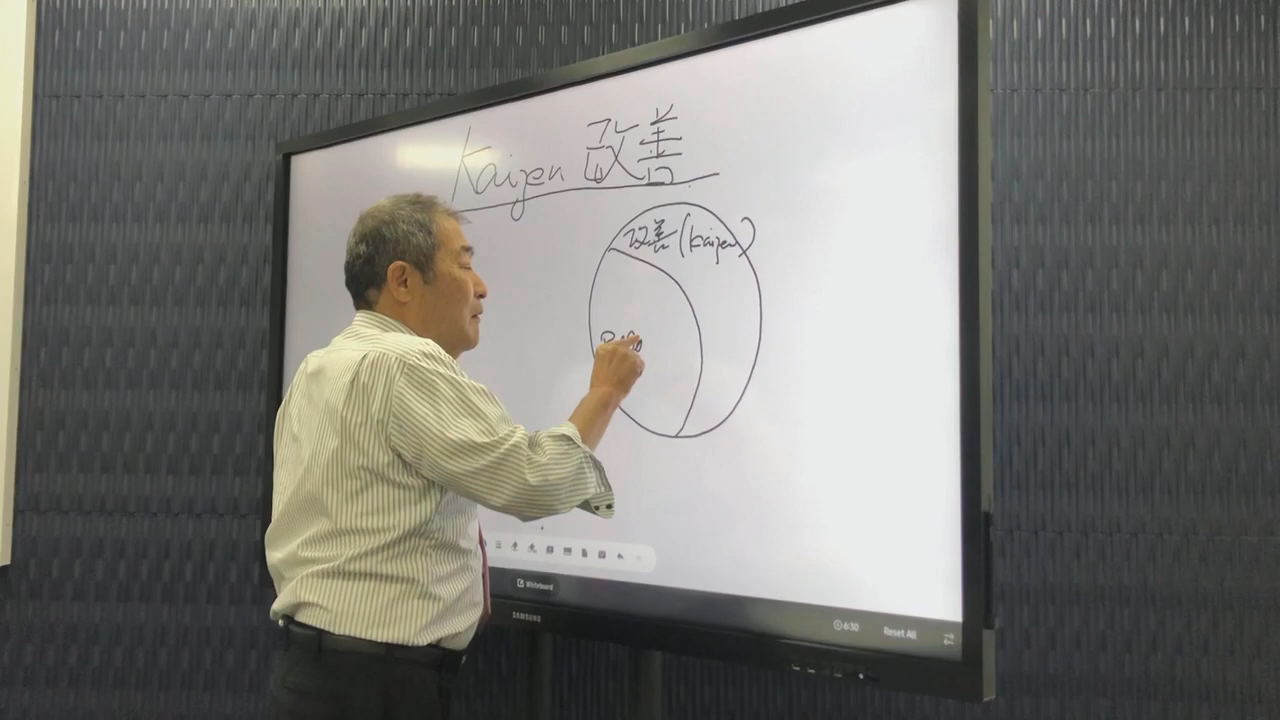 Kaizen 改善
改善(kaizen)
Whiteboard
SAMSUNG
6:30
Reset All